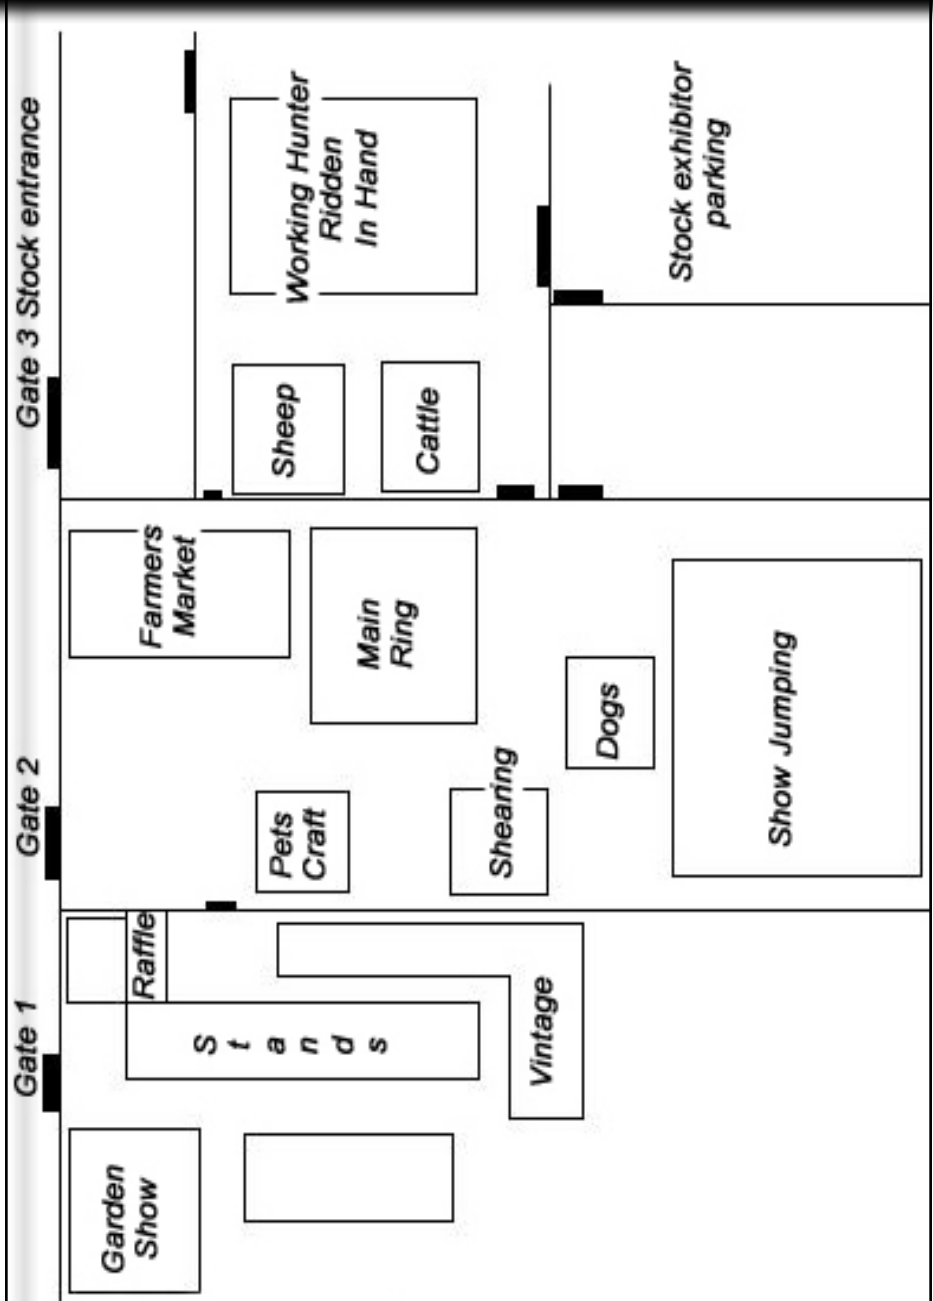 Gate 1
Gate 2
Gate 3 Stock entrance
Garden
Show
Raffle
Stands
Vintage
Pets
Craft
Shearing
Farmers
Market
Main
Ring
Dogs
Show Jumping
Sheep
Cattle
Working Hunter
Ridden
In Hand
Stock exhibitor
parking